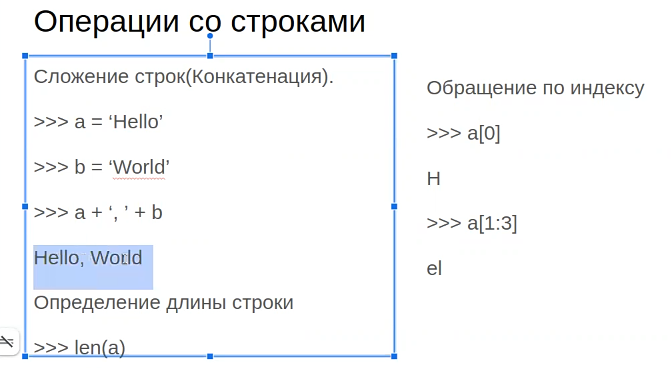 Операции со строками
Сложение строк(Конкатенация).
>>> a = ‘Hello’
>>> b = ‘World’
>>> a + ‘, ’ + b
Hello, World
Определение длины строки
>>> len(a)
Обращение по индексу
>>> a[0]
H
>>> a[1:3]
el